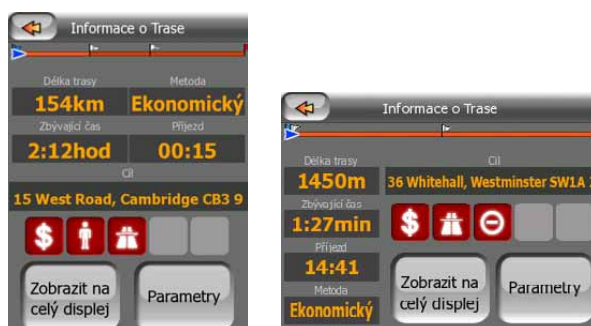 Informace o Trase
Délka trasy
Metoda
154km
Ekonomický
Zbývající čas
Příjezd
2:12hod
00:15
Cíl
15 West Road, Cambridge CB3 9
$
Zobrazit na
celý displej
Parametry
Informace o Trase
Délka trasy
Cíl
1450m
36 Whitehall, Westminster SW1A
Zbývající čas
1:27min
$
Příjezd
14:41
Metoda
Ekonomický
Zobrazit na
celý displej
Parametry